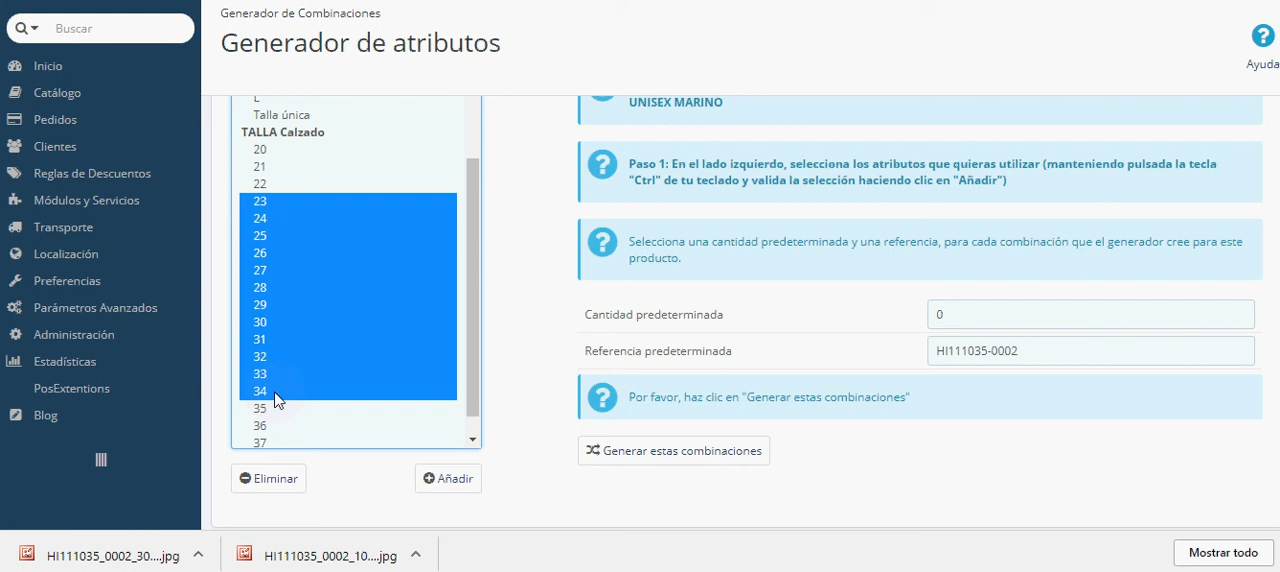 Buscar
Inicio
Catálogo
Pedidos
Clientes
Reglas de Descuentos
Módulos y Servicios
Transporte
Localización
Preferencias
Parámetros Avanzados
Administración
Estadísticas
PosExtentions
Blog
Generador de Combinaciones
Generador de atributos
Ayuda
L
Talla única
TALLA Calzado
20
21
22
23
24
25
26
27
28
29
30
31
32
33
34
35
36
37
Eliminar
Añadir
UNISEX MARINO
Paso 1: En el lado izquierdo, selecciona los atributos que quieras utilizar (manteniendo pulsada la tecla
"Ctrl" de tu teclado y valida la selección haciendo clic en "Añadir")
Selecciona una cantidad predeterminada y una referencia, para cada combinación que el generador cree para este
producto.
Cantidad predeterminada
0
Referencia predeterminada
HI111035-0002
Por favor, haz clic en "Generar estas combinaciones"
Generar estas combinaciones
HI111035_0002_30....jpg
HI111035_0002_10....jpg
Mostrar todo